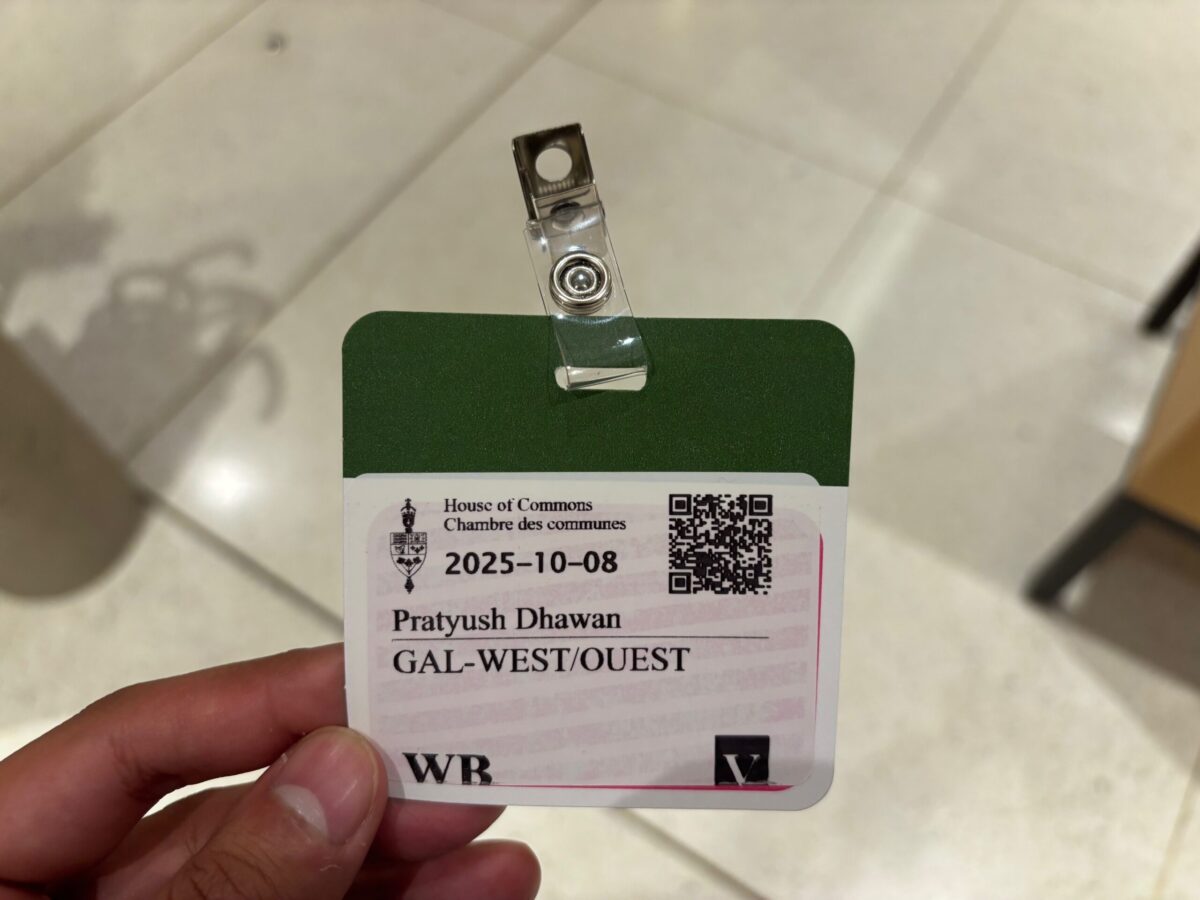 House of Commons
Chambre des communes
2025-10-08
Pratyush Dhawan
GAL-WEST/OUEST
WB
V